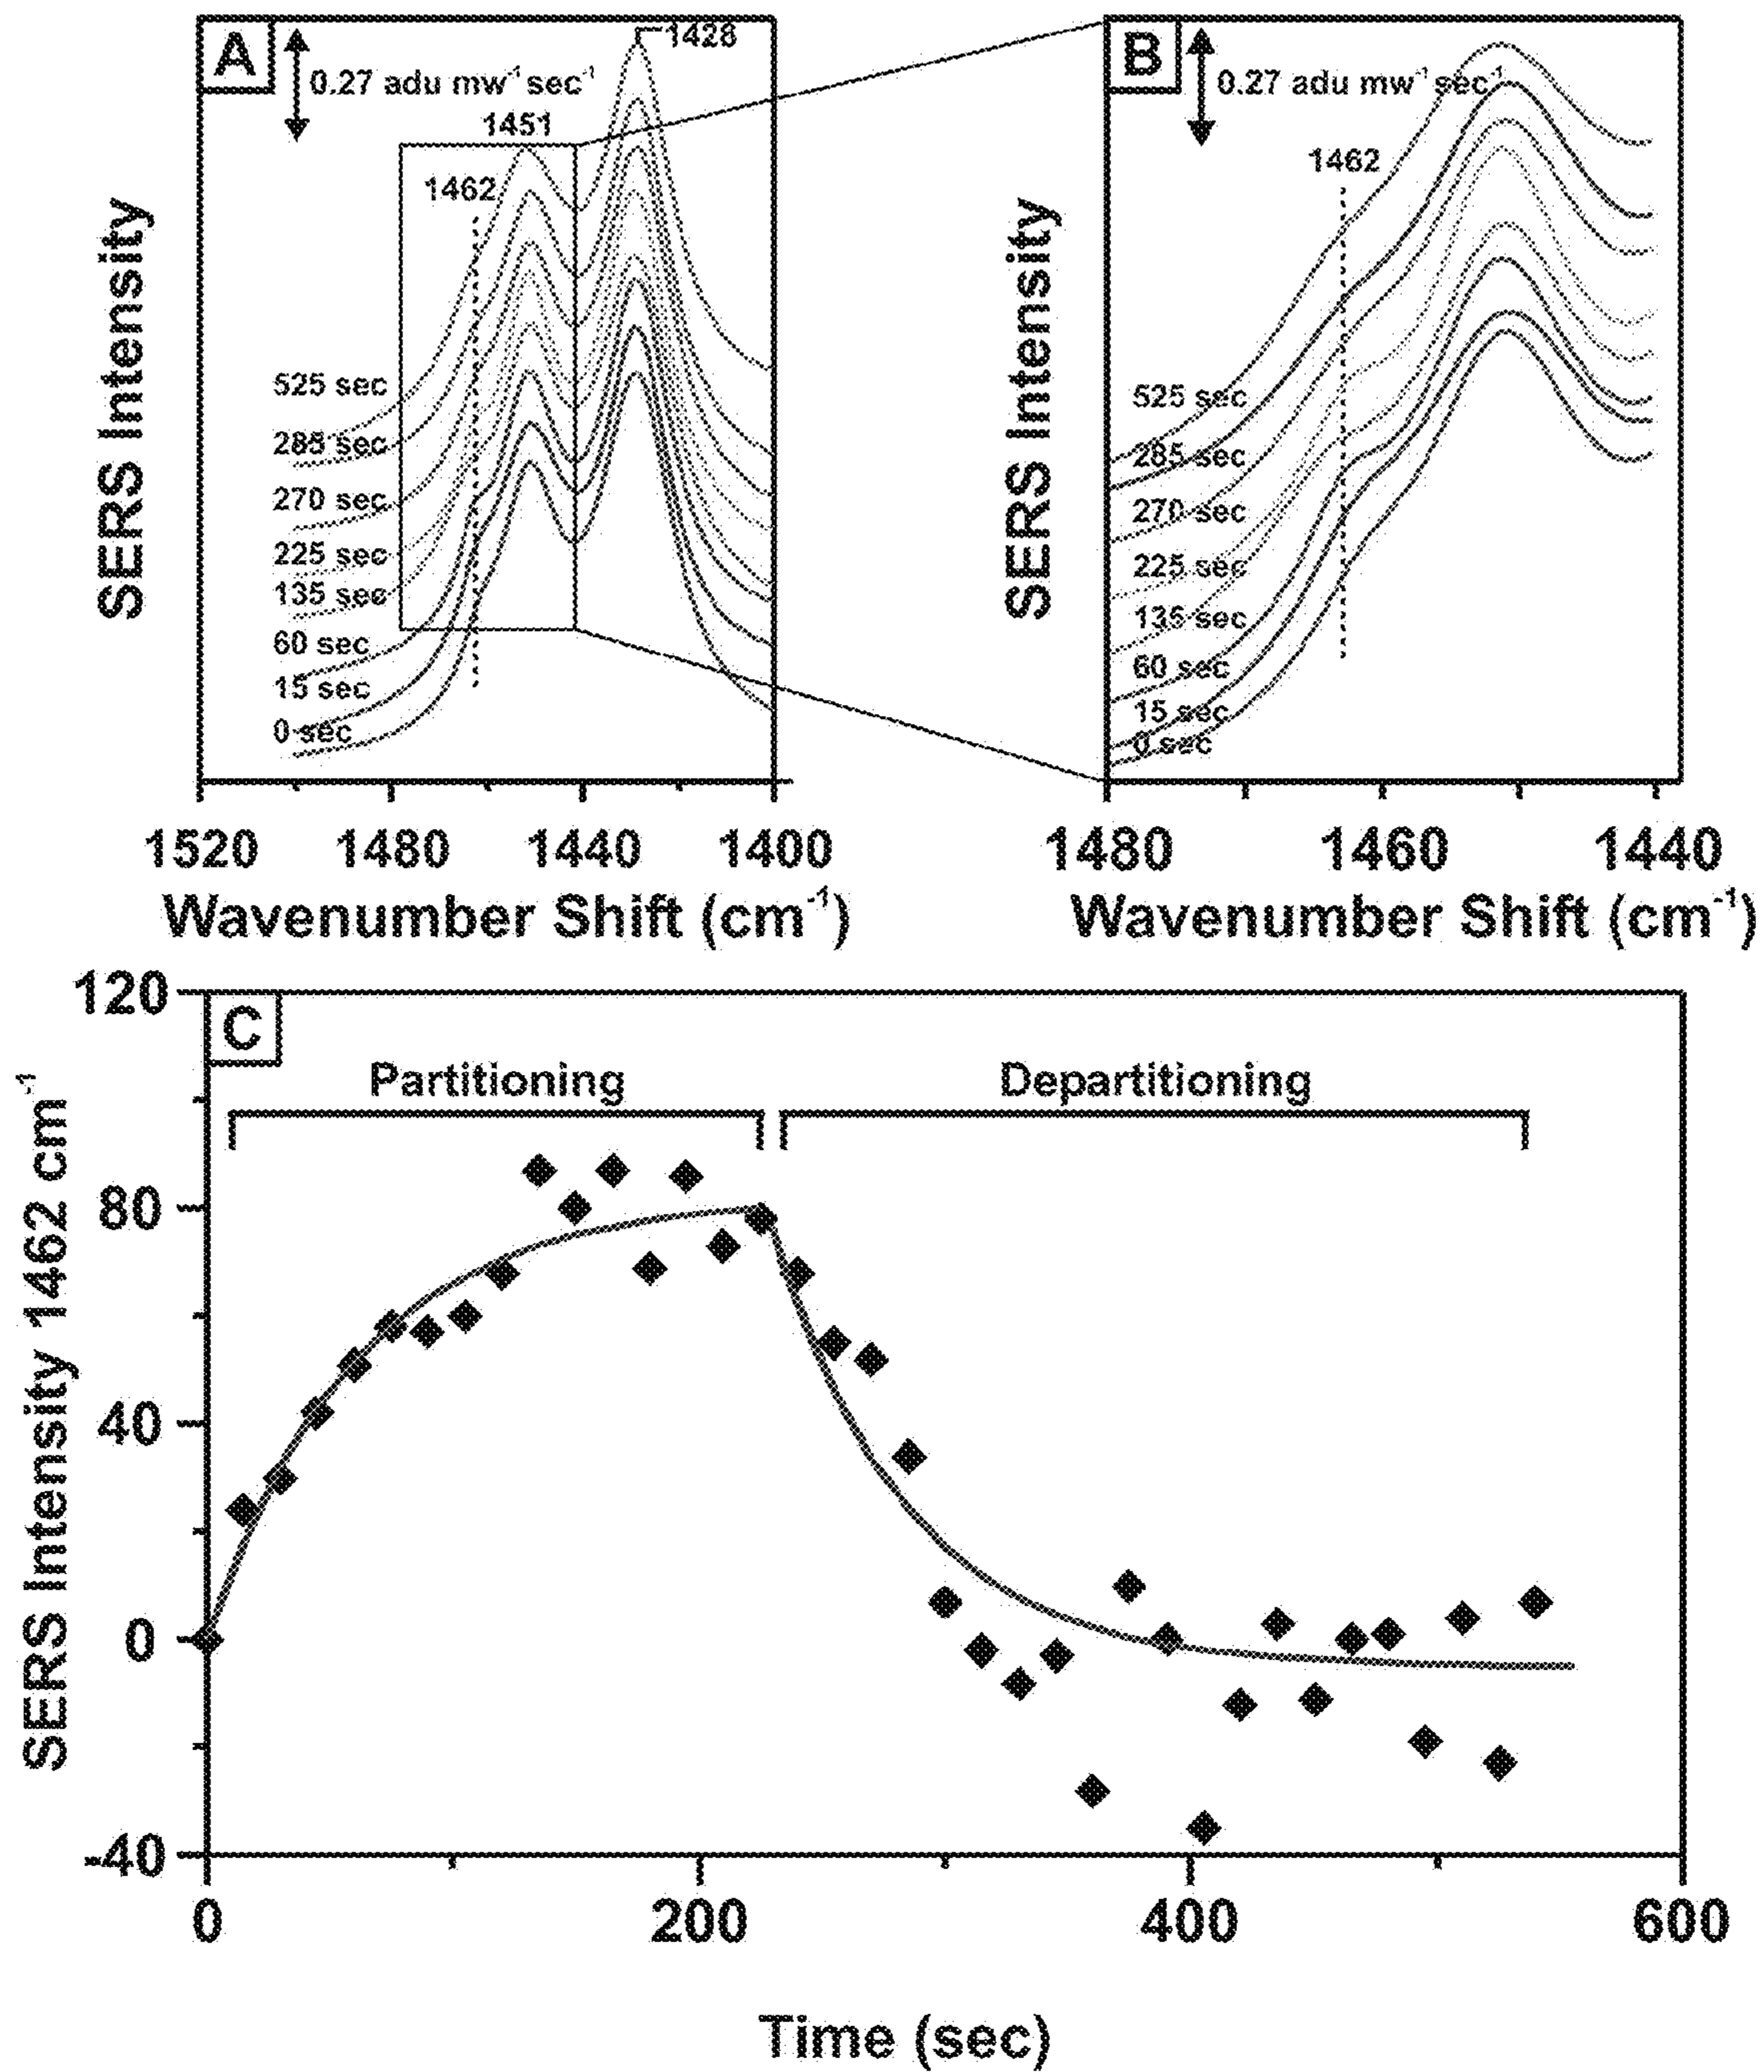 A
0.27 adu mw⁻¹ sec⁻¹
1428
1451
1462
SERS Intensity
525 sec
285 sec
270 sec
225 sec
135 sec
60 sec
15 sec
0 sec
1520 1480 1440 1400
Wavenumber Shift (cm⁻¹)
B
0.27 adu mw⁻¹ sec⁻¹
1462
SERS Intensity
525 sec
285 sec
270 sec
225 sec
135 sec
60 sec
15 sec
0 sec
1480 1460 1440
Wavenumber Shift (cm⁻¹)
C
Partitioning Departitioning
SERS Intensity 1462 cm⁻¹
120
80
40
0
-40
0 200 400 600
Time (sec)